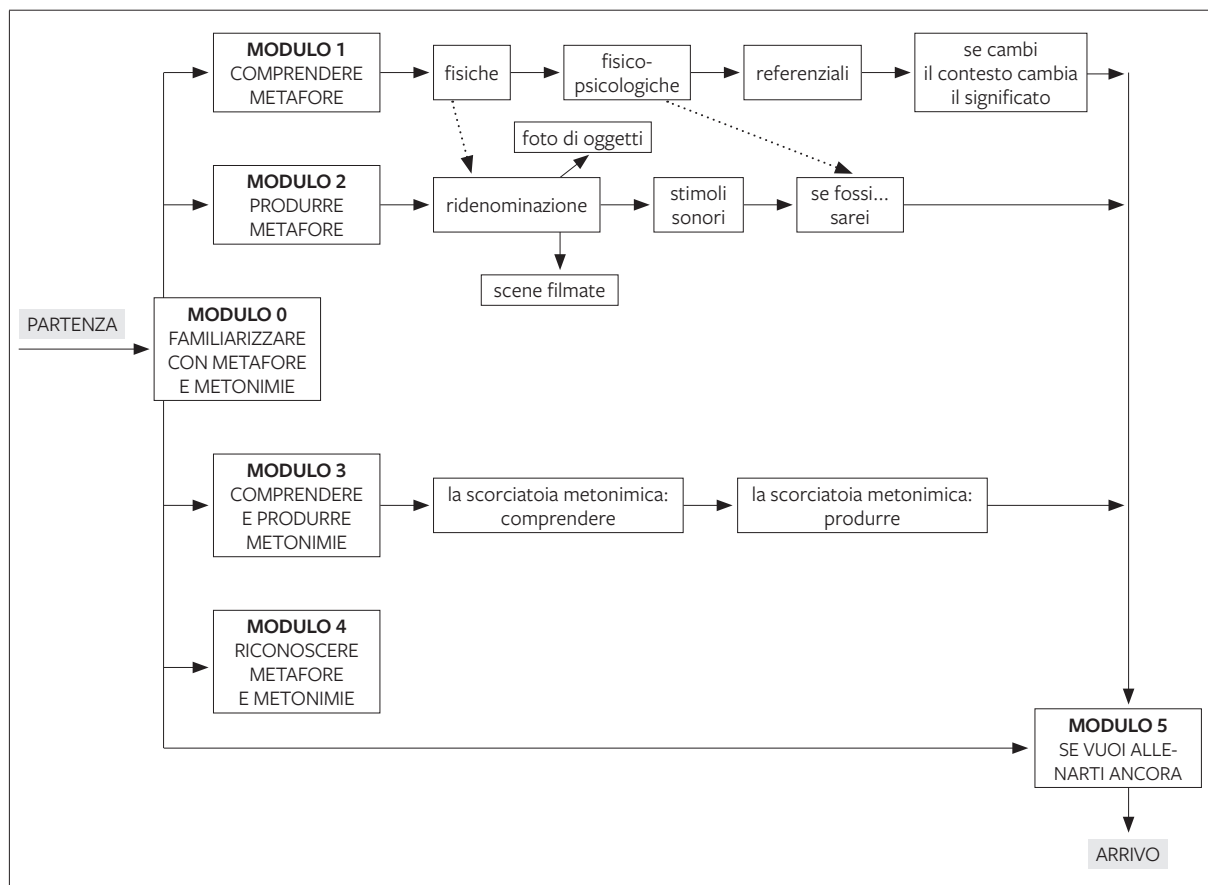 MODULO 1
COMPRENDERE
METAFORE
fisiche
fisico-
psicologiche
referenziali
se cambi
il contesto cambia
il significato
foto di oggetti
MODULO 2
PRODURRE
METAFORE
ridenominazione
stimoli
sonori
se fossi...
sarei
scene filmate
PARTENZA
MODULO 0
FAMILIARIZZARE
CON METAFORE
E METONIMIE
MODULO 3
COMPRENDERE
E PRODURRE
METONIMIE
la scorciatoia metonimica:
comprendere
la scorciatoia metonimica:
produrre
MODULO 4
RICONOSCERE
METAFORE
E METONIMIE
MODULO 5
SE VUOI ALLE-
NARTI ANCORA
ARRIVO